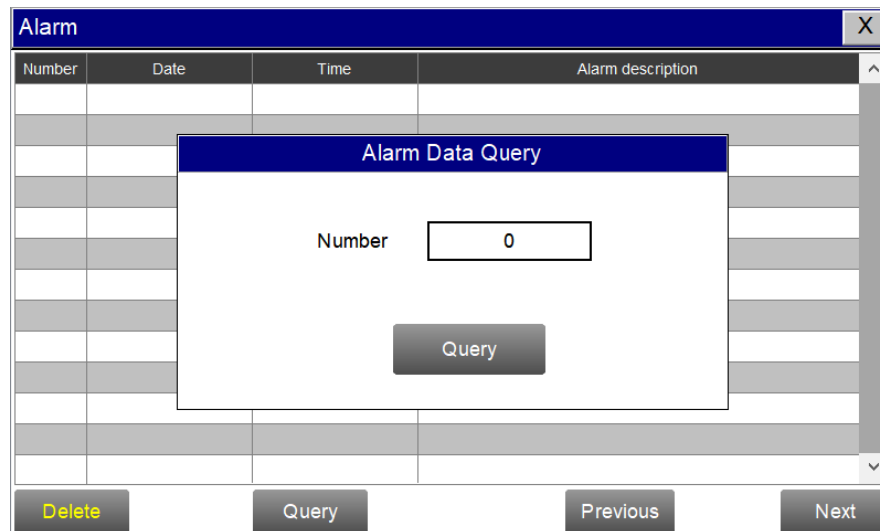 Alarm X
Number Date Time Alarm description
Alarm Data Query
Number 0
Query
Delete Query Previous Next